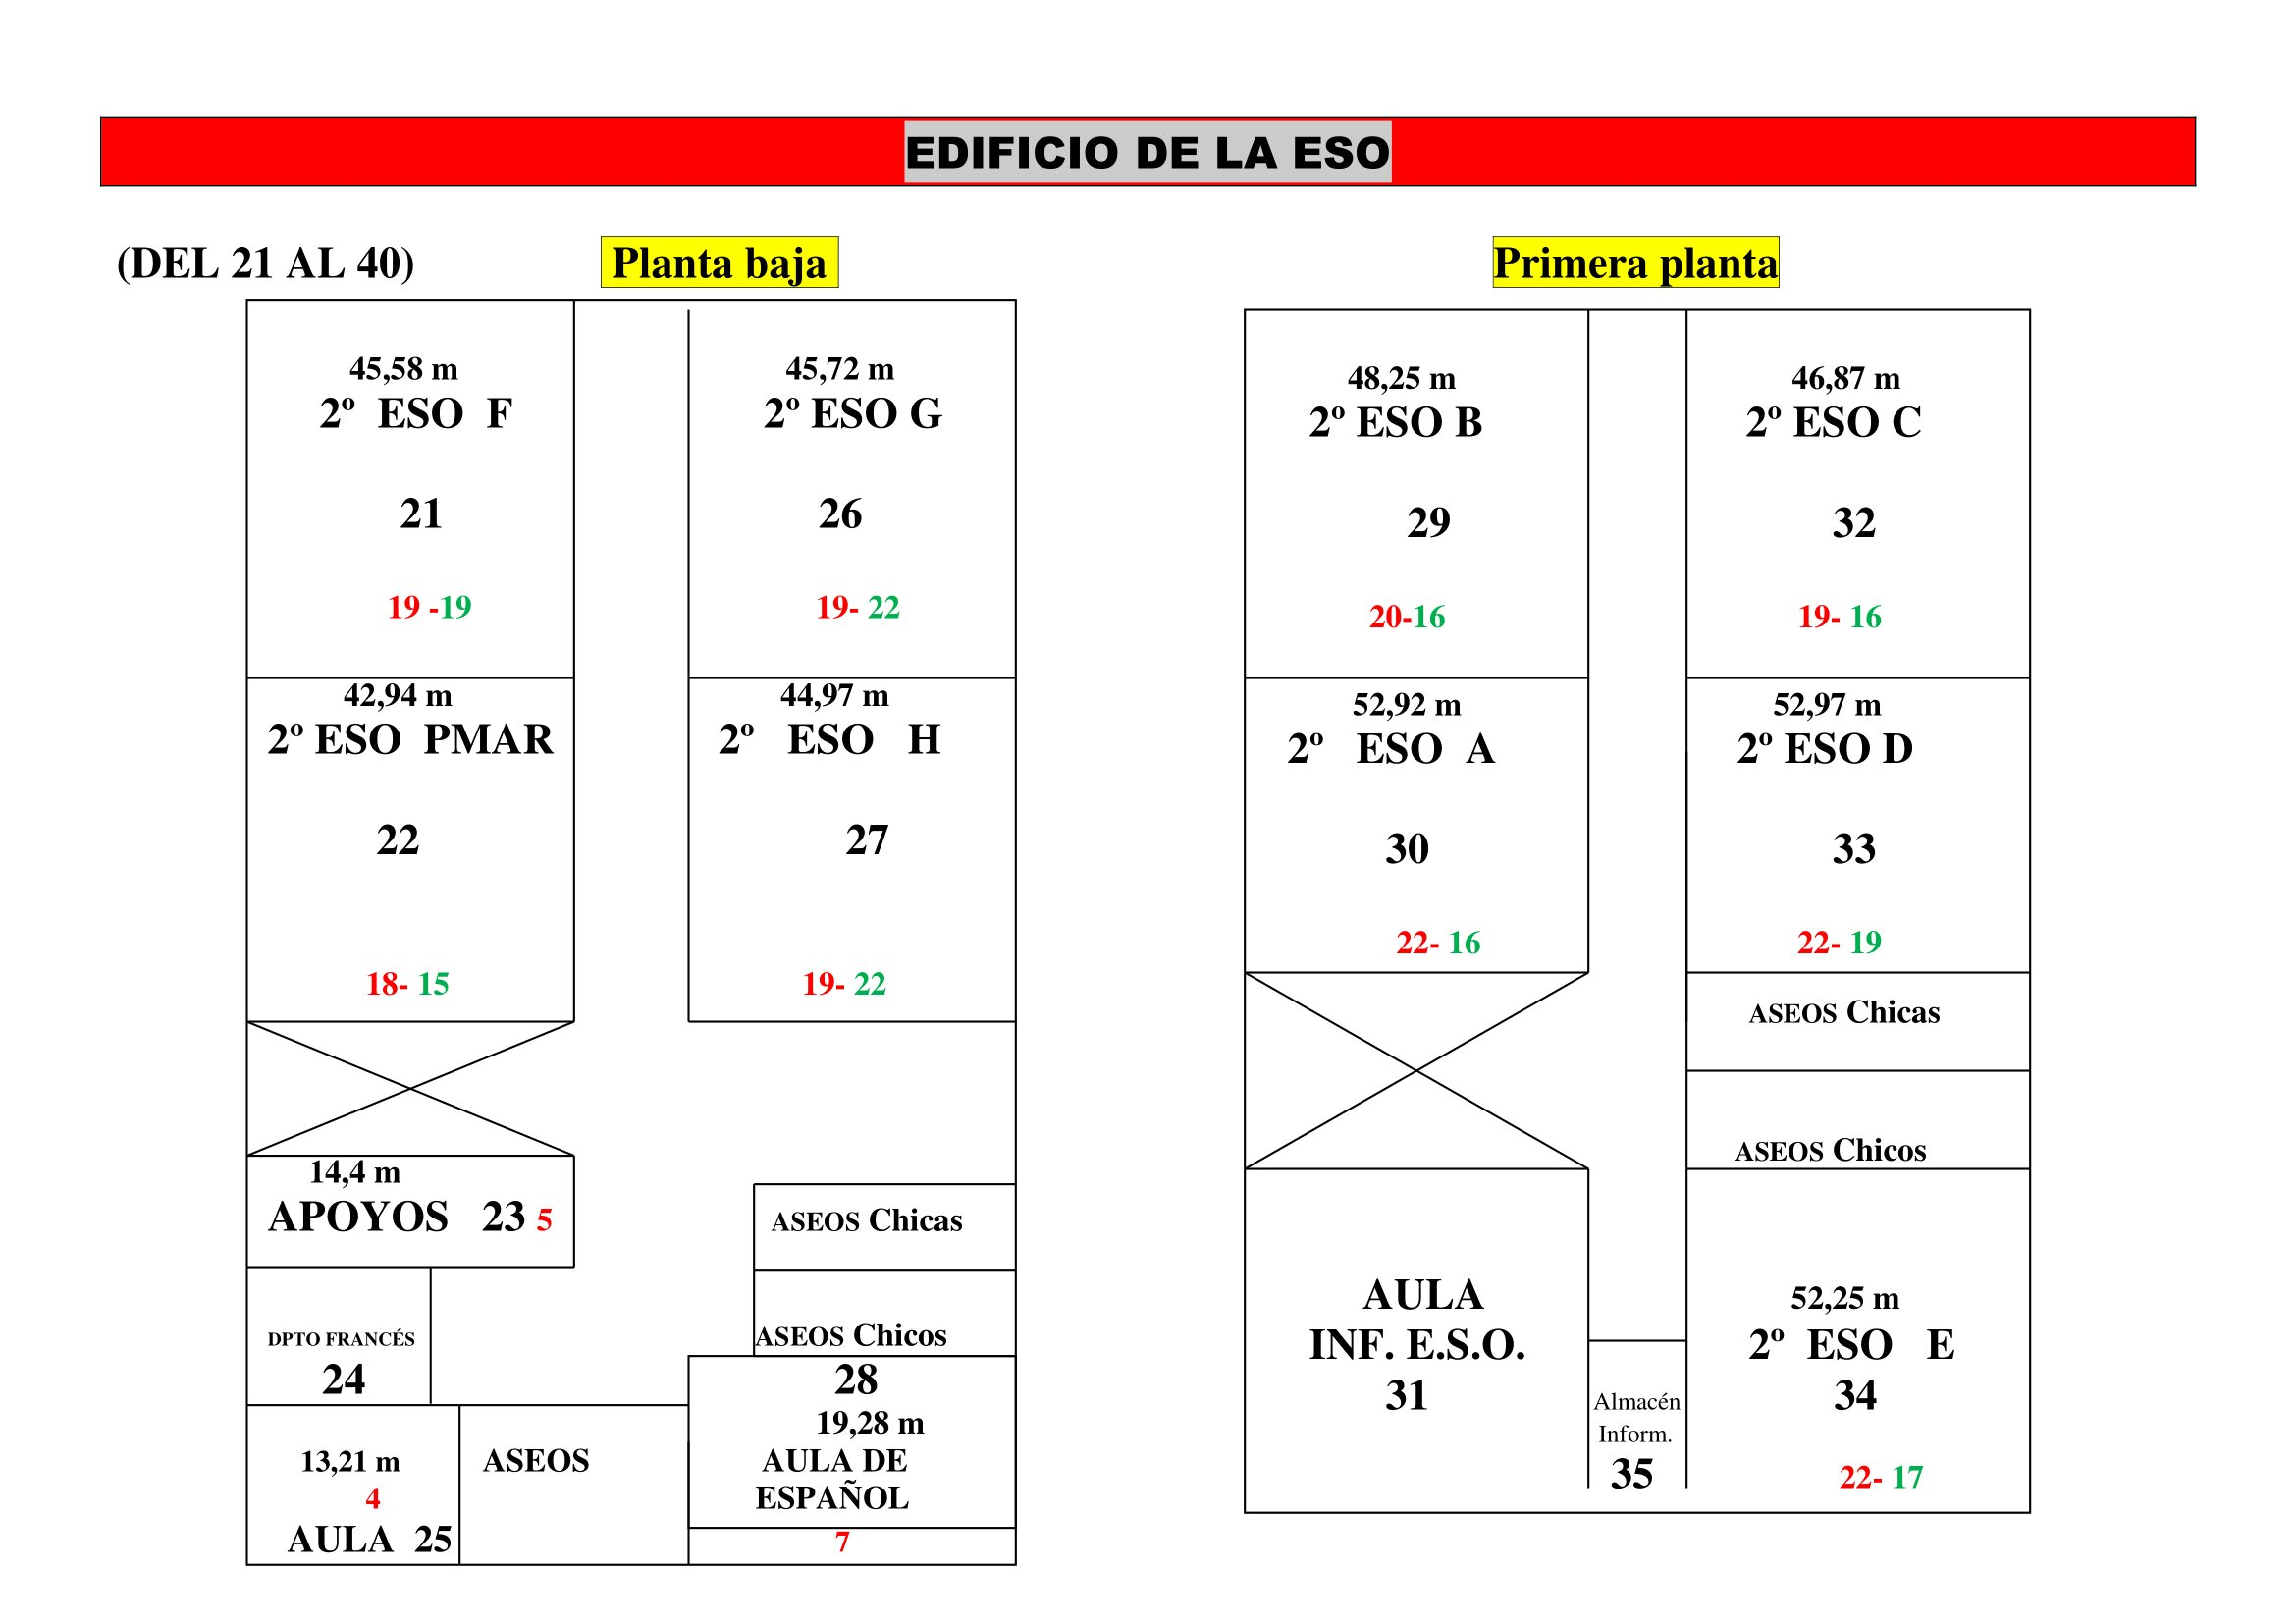 EDIFICIO DE LA ESO
(DEL 21 AL 40)
Planta baja
45,58 m
2º ESO F
21
19 -19
45,72 m
2º ESO G
26
19- 22
42,94 m
2º ESO PMAR
22
18- 15
44,97 m
2º ESO H
27
19- 22
14,4 m
APOYOS 23 5
ASEOS Chicas
ASEOS Chicos
DPTO FRANCÉS
24
28
19,28 m
AULA DE
ESPAÑOL
7
13,21 m
4
AULA 25
ASEOS
Primera planta
48,25 m
2º ESO B
29
20-16
46,87 m
2º ESO C
32
19- 16
52,92 m
2º ESO A
30
22- 16
52,97 m
2º ESO D
33
22- 19
ASEOS Chicas
ASEOS Chicos
AULA
INF. E.S.O.
31
Almacén
Inform.
35
52,25 m
2º ESO E
34
22- 17